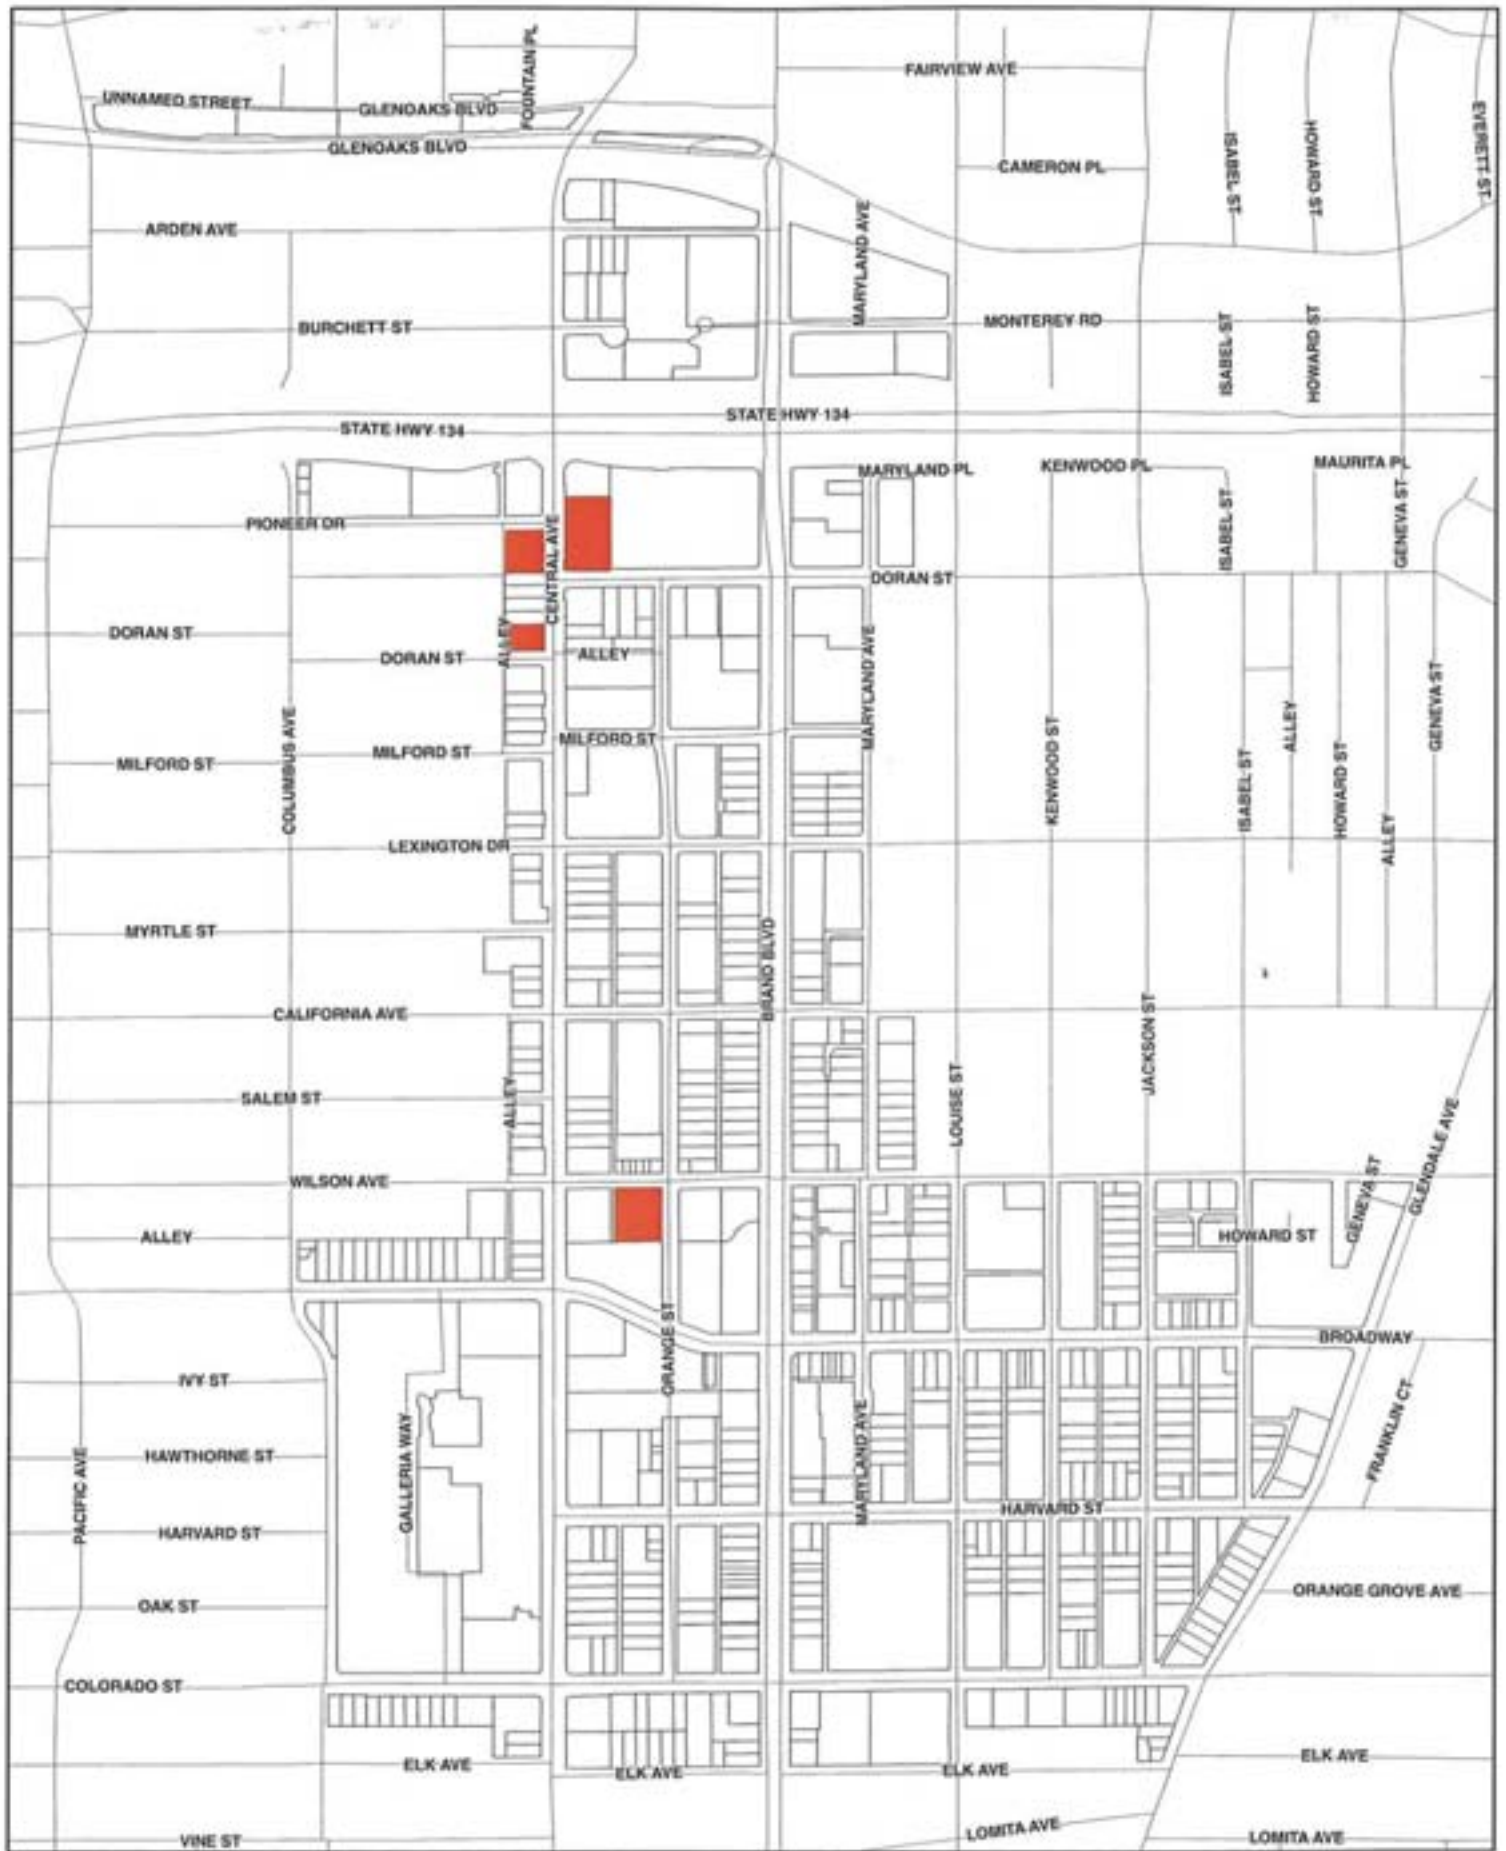 FOUNTAIN PL
FAIRVIEW AVE
UNNAMED STREET
GLENOAKS BLVD
GLENOAKS BLVD
EVERETT ST
ISABEL ST
HOWARD ST
CAMERON PL
ARDEN AVE
MARYLAND AVE
BURCHETT ST
MONTEREY RD
ISABEL ST
HOWARD ST
STATE HWY 134
STATE HWY 134
MARYLAND PL
KENWOOD PL
MAURITA PL
PIONEER DR
CENTRAL AVE
ISABEL ST
GENEVA ST
DORAN ST
DORAN ST
DORAN ST
ALLEY
ALLEY
MARYLAND AVE
COLUMBUS AVE
MILFORD ST
MILFORD ST
MILFORD ST
KENWOOD ST
ISABEL ST
ALLEY
HOWARD ST
ALLEY
GENEVA ST
LEXINGTON DR
MYRTLE ST
BRAND BLVD
CALIFORNIA AVE
JACKSON ST
SALEM ST
ALLEY
LOUISE ST
GLENDALE AVE
WILSON AVE
GENEVA ST
ALLEY
HOWARD ST
ORANGE ST
BROADWAY
IVY ST
FRANKLIN CT
PACIFIC AVE
HAWTHORNE ST
GALLERIA WAY
MARYLAND AVE
HARVARD ST
HARVARD ST
OAK ST
ORANGE GROVE AVE
COLORADO ST
ELK AVE
ELK AVE
ELK AVE
ELK AVE
VINE ST
LOMITA AVE
LOMITA AVE